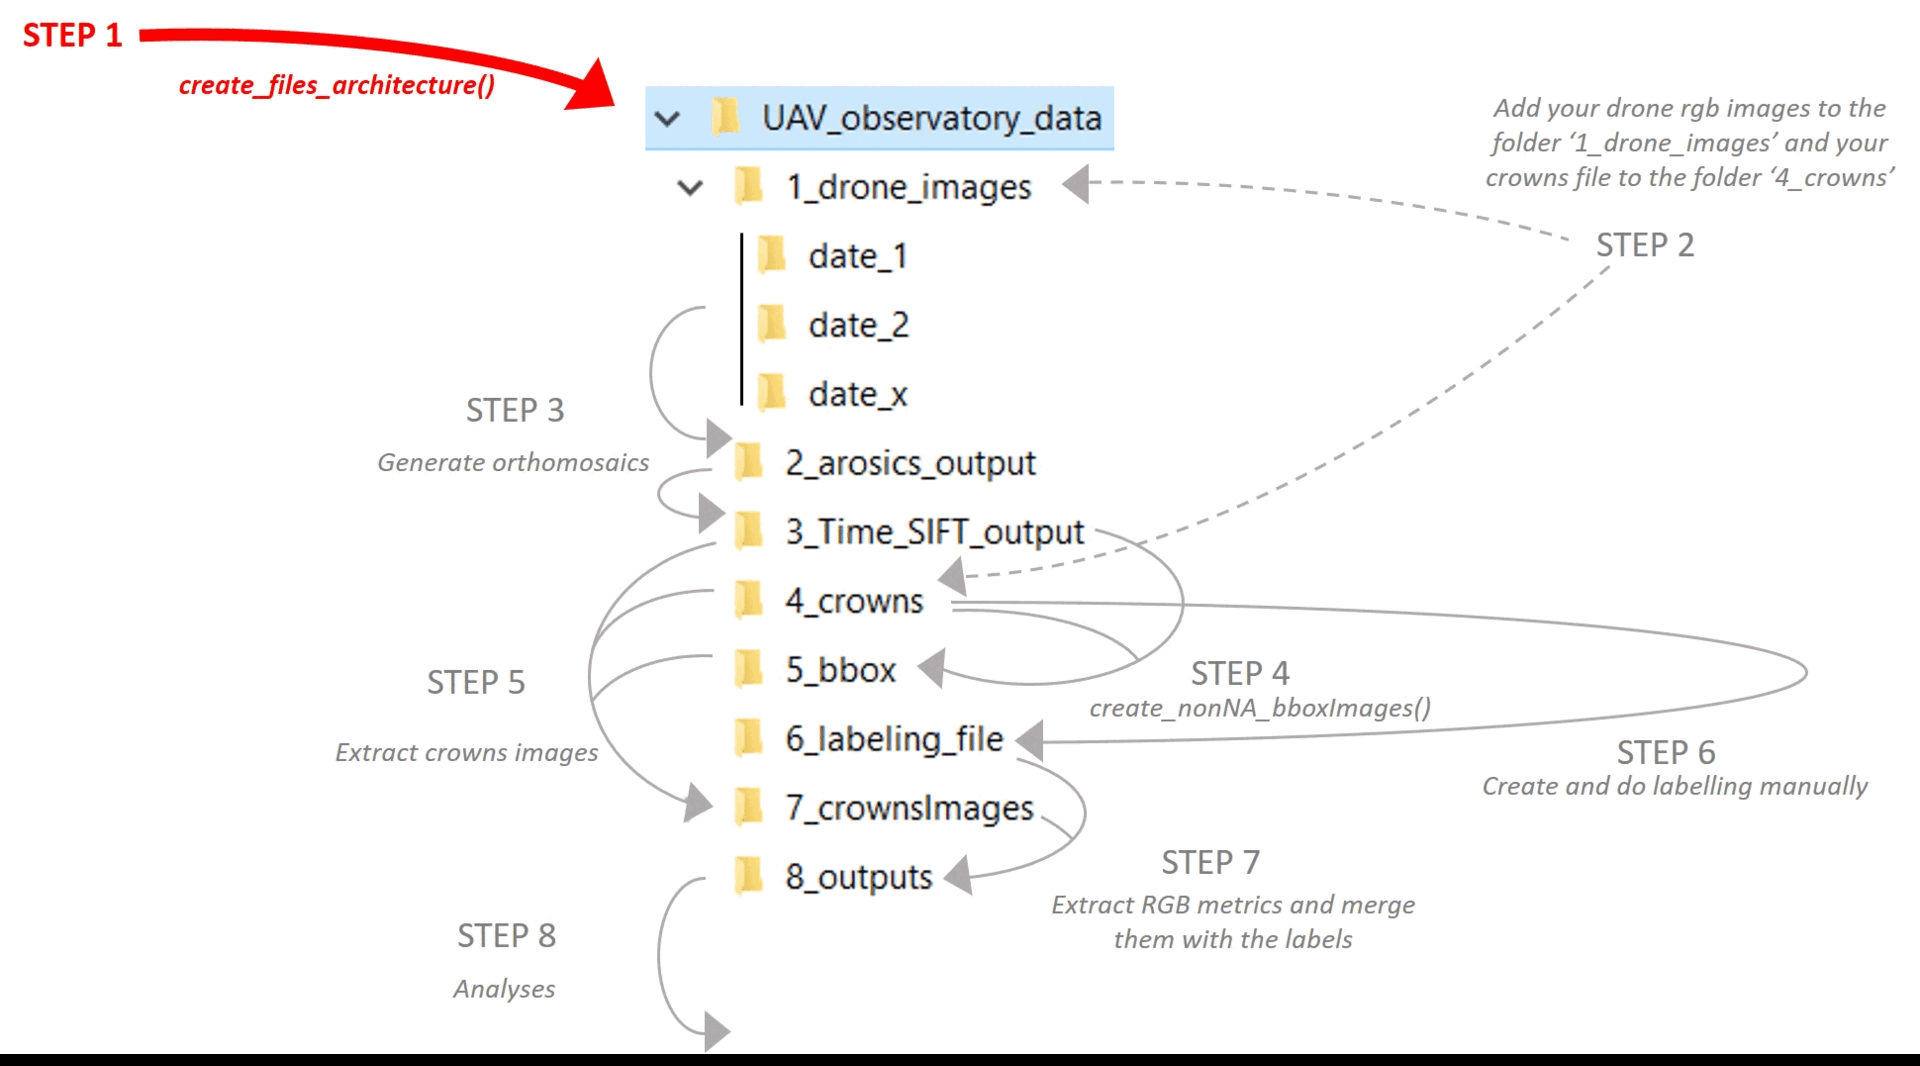 STEP 1
create_files_architecture()
UAV_observatory_data
Add your drone rgb images to the
folder ‘1_drone_images’ and your
crowns file to the folder ‘4_crowns’
1_drone_images
STEP 2
date_1
date_2
date_x
STEP 3
Generate orthomosaics
2_arosics_output
3_Time_SIFT_output
4_crowns
5_bbox
STEP 4
create_nonNA_bboxImages()
STEP 5
Extract crowns images
6_labeling_file
STEP 6
Create and do labelling manually
7_crownsImages
STEP 7
Extract RGB metrics and merge
them with the labels
8_outputs
STEP 8
Analyses